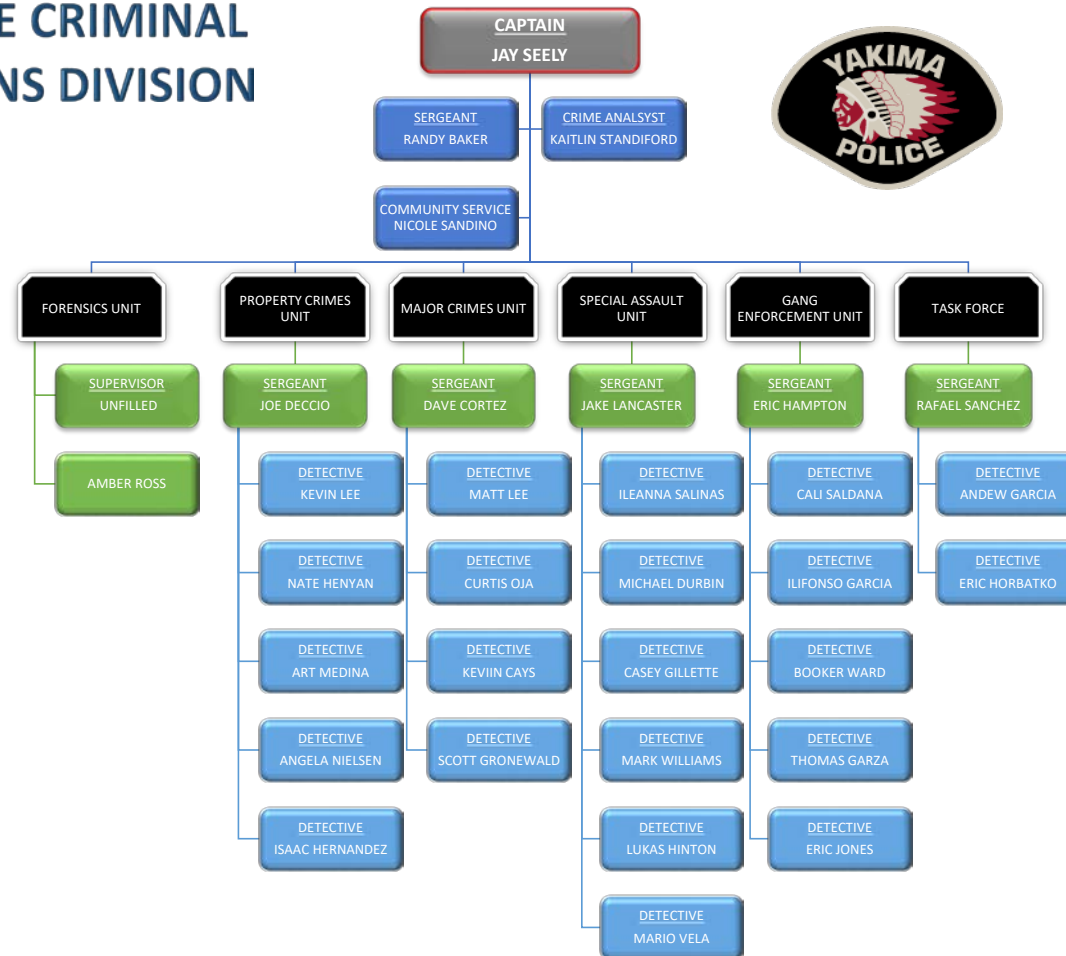 E CRIMINAL
NS DIVISION
CAPTAIN
JAY SEELY
YAKIMA
POLICE
SERGEANT
RANDY BAKER
CRIME ANALSYST
KAITLIN STANDIFORD
COMMUNITY SERVICE
NICOLE SANDINO
FORENSICS UNIT
PROPERTY CRIMES
UNIT
MAJOR CRIMES UNIT
SPECIAL ASSAULT
UNIT
GANG
ENFORCEMENT UNIT
TASK FORCE
SUPERVISOR
UNFILLED
AMBER ROSS
SERGEANT
JOE DECCIO
DETECTIVE
KEVIN LEE
DETECTIVE
NATE HENYAN
DETECTIVE
ART MEDINA
DETECTIVE
ANGELA NIELSEN
DETECTIVE
ISAAC HERNANDEZ
SERGEANT
DAVE CORTEZ
DETECTIVE
MATT LEE
DETECTIVE
CURTIS OJA
DETECTIVE
KEVIIN CAYS
DETECTIVE
SCOTT GRONEWALD
SERGEANT
JAKE LANCASTER
DETECTIVE
ILEANNA SALINAS
DETECTIVE
MICHAEL DURBIN
DETECTIVE
CASEY GILLETTE
DETECTIVE
MARK WILLIAMS
DETECTIVE
LUKAS HINTON
DETECTIVE
MARIO VELA
SERGEANT
ERIC HAMPTON
DETECTIVE
CALI SALDANA
DETECTIVE
ILIFONSO GARCIA
DETECTIVE
BOOKER WARD
DETECTIVE
THOMAS GARZA
DETECTIVE
ERIC JONES
SERGEANT
RAFAEL SANCHEZ
DETECTIVE
ANDEW GARCIA
DETECTIVE
ERIC HORBATKO